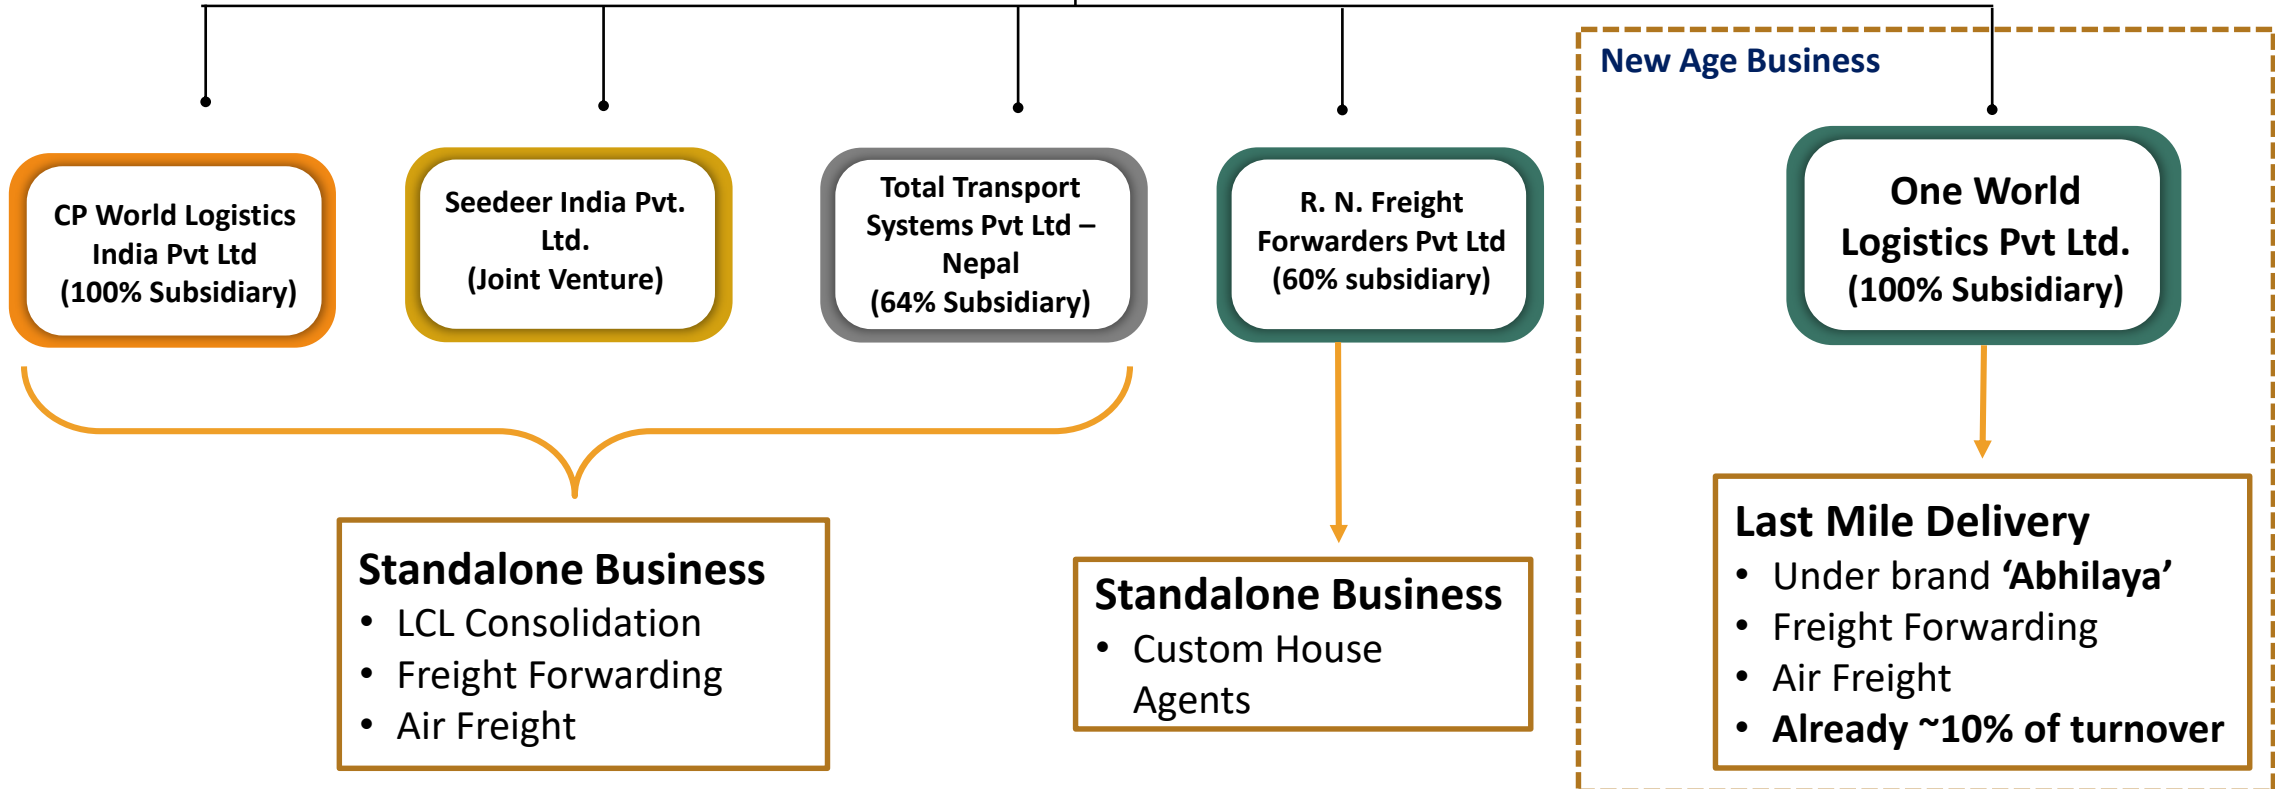 New Age Business
CP World Logistics
India Pvt Ltd
(100% Subsidiary)
Seedeer India Pvt.
Ltd.
(Joint Venture)
Total Transport
Systems Pvt Ltd –
Nepal
(64% Subsidiary)
R. N. Freight
Forwarders Pvt Ltd
(60% subsidiary)
One World
Logistics Pvt Ltd.
(100% Subsidiary)
Standalone Business
• LCL Consolidation
• Freight Forwarding
• Air Freight
Standalone Business
• Custom House
Agents
Last Mile Delivery
• Under brand ‘Abhilaya’
• Freight Forwarding
• Air Freight
• Already ~10% of turnover